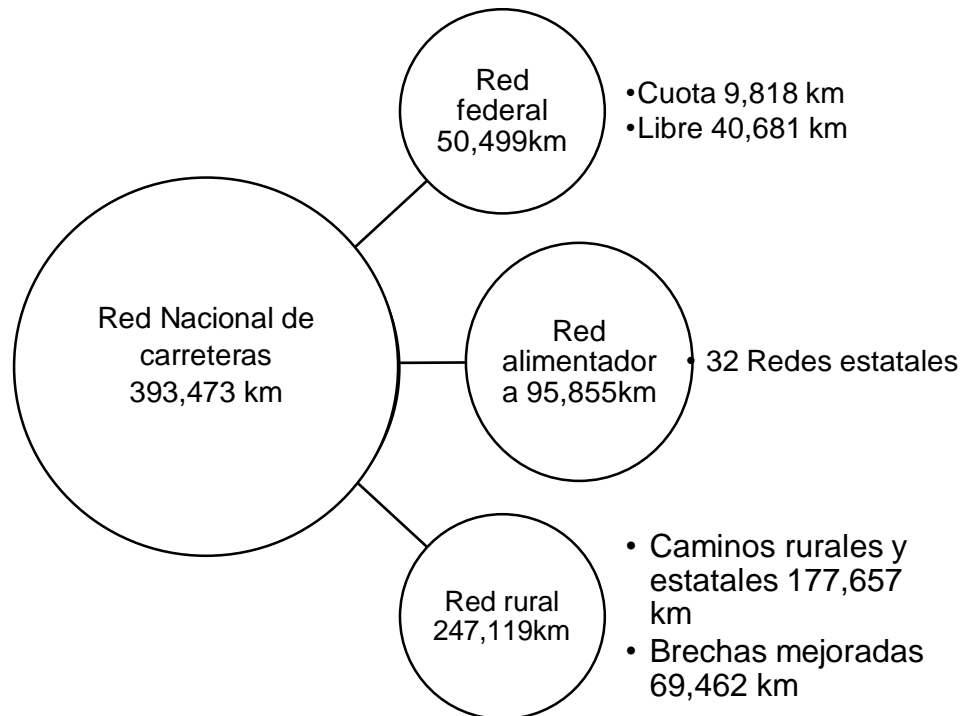 Red
federal
50,499km
•Cuota 9,818 km
•Libre 40,681 km
Red Nacional de
carreteras
393,473 km
Red
alimentador
a 95,855km
• 32 Redes estatales
Red rural
247,119km
• Caminos rurales y
estatales 177,657
km
• Brechas mejoradas
69,462 km